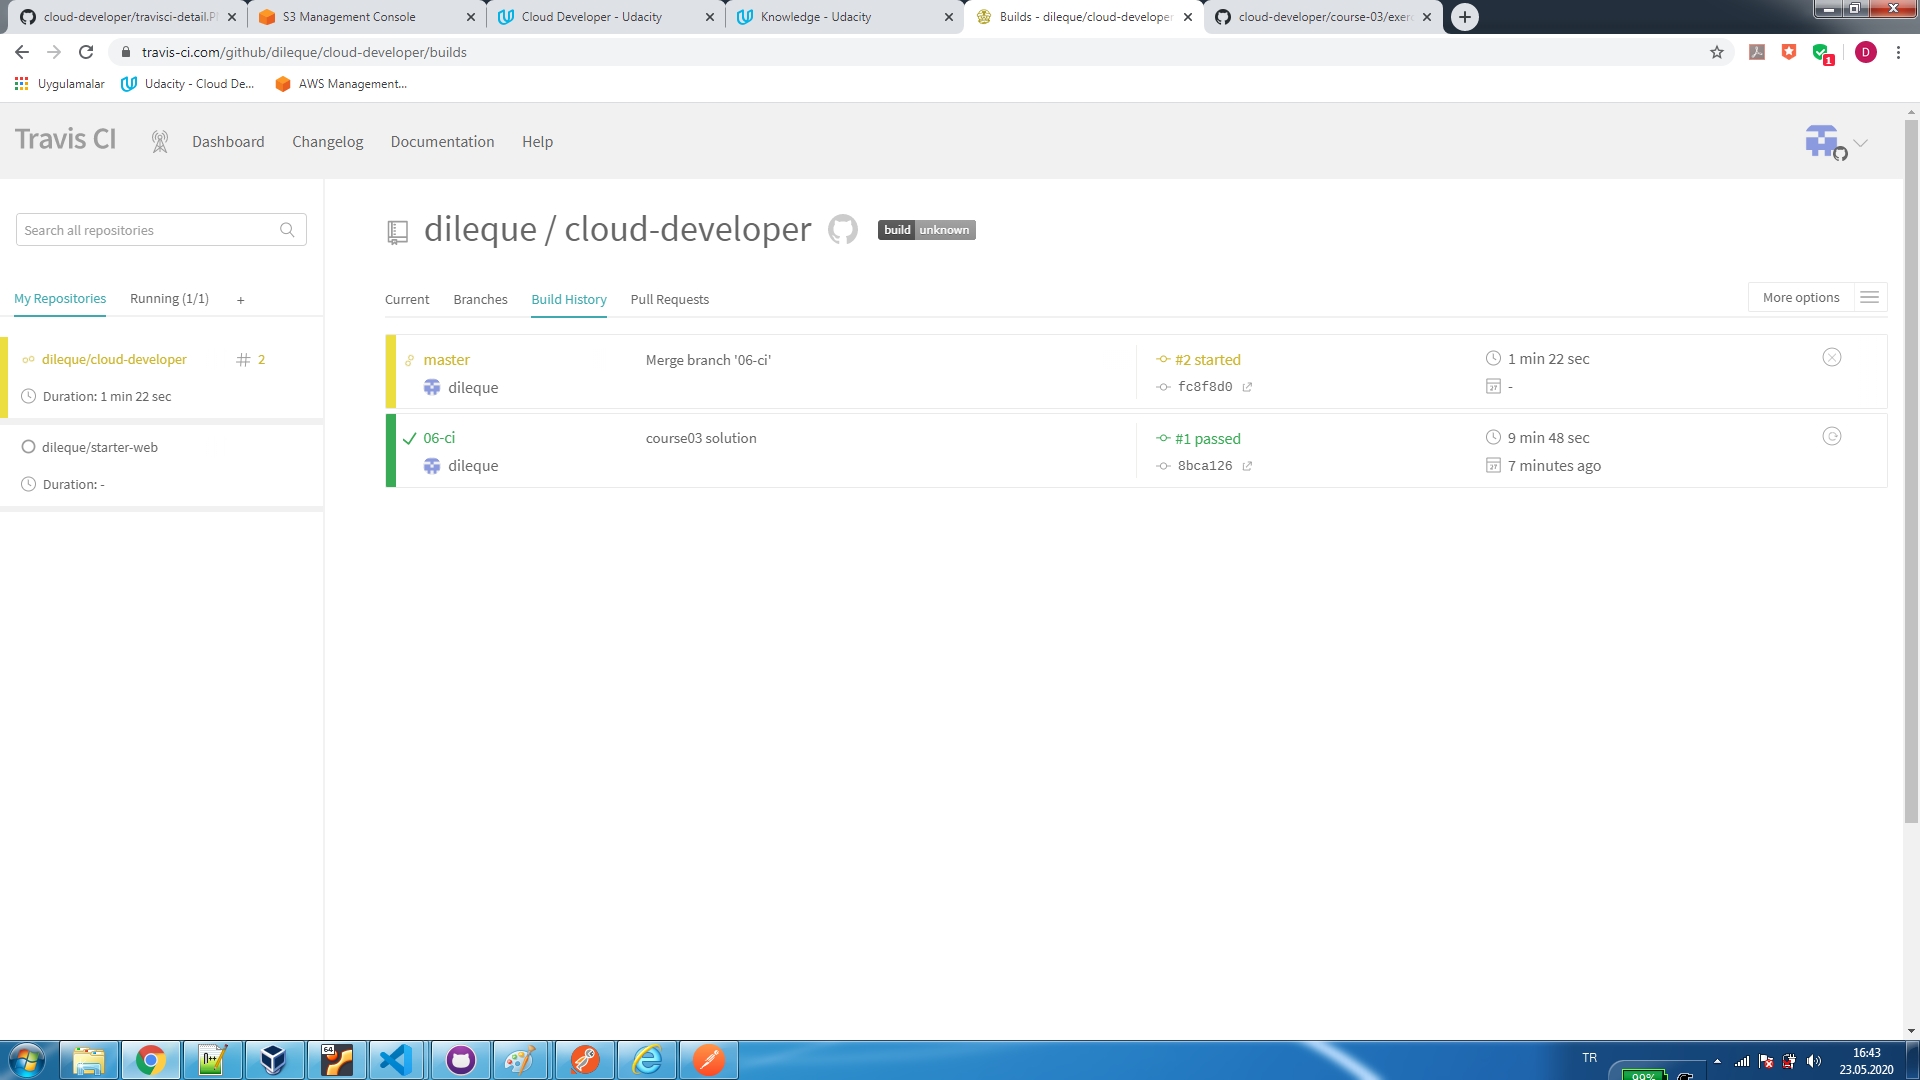 cloud-developer/travisci-detail.P
S3 Management Console
Cloud Developer - Udacity
Knowledge - Udacity
Builds - dileque/cloud-developer
cloud-developer/course-03/exer
travis-ci.com/github/dileque/cloud-developer/builds
1
D
Uygulamalar
Udacity - Cloud De...
AWS Management...
Travis CI
Dashboard
Changelog
Documentation
Help
Search all repositories
dileque / cloud-developer
build unknown
My Repositories
Running (1/1)
+
Current
Branches
Build History
Pull Requests
More options
dileque/cloud-developer
# 2
Duration: 1 min 22 sec
dileque/starter-web
Duration: -
master
Merge branch '06-ci'
#2 started
1 min 22 sec
dileque
fc8f8d0
-
06-ci
course03 solution
#1 passed
9 min 48 sec
dileque
8bca126
7 minutes ago
64
TR
99%
16:43
23.05.2020